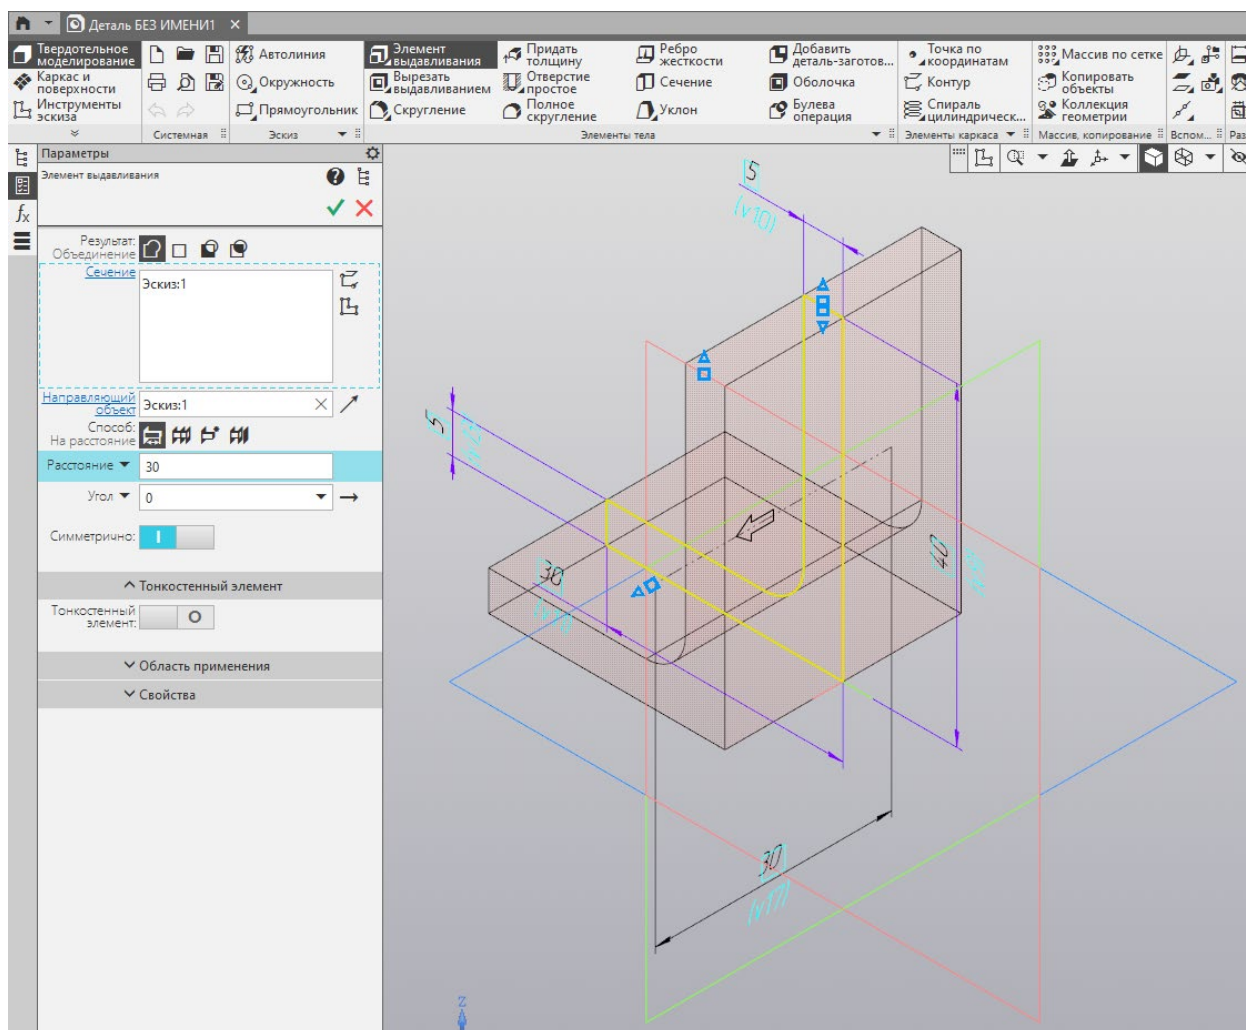 Деталь БЕЗ ИМЕНИ1
Твердотельное
моделирование
Каркас и
поверхности
Инструменты
эскиза
Системная
Автолиния
Окружность
Прямоугольник
Эскиз
Элемент
выдавливания
Вырезать
выдавливанием
Скругление
Придать
толщину
Отверстие
простое
Полное
скругление
Ребро
жесткости
Сечение
Уклон
Добавить
деталь-заготов...
Оболочка
Булева
операция
Элементы тела
Точка по
координатам
Контур
Спираль
цилиндрическ...
Элементы каркаса
Массив по сетке
Копировать
объекты
Коллекция
геометрии
Массив, копирование
Вспом...
Раз
Параметры
Элемент выдавливания
Результат:
Объединение
Сечение
Эскиз:1
Направляющий
объект
Эскиз:1
Способ:
На расстояние
Расстояние
30
Угол
0
Симметрично:
Тонкостенный элемент
Тонкостенный
элемент:
Область применения
Свойства
5
(v10)
5
30
40
30
(v17)
Z